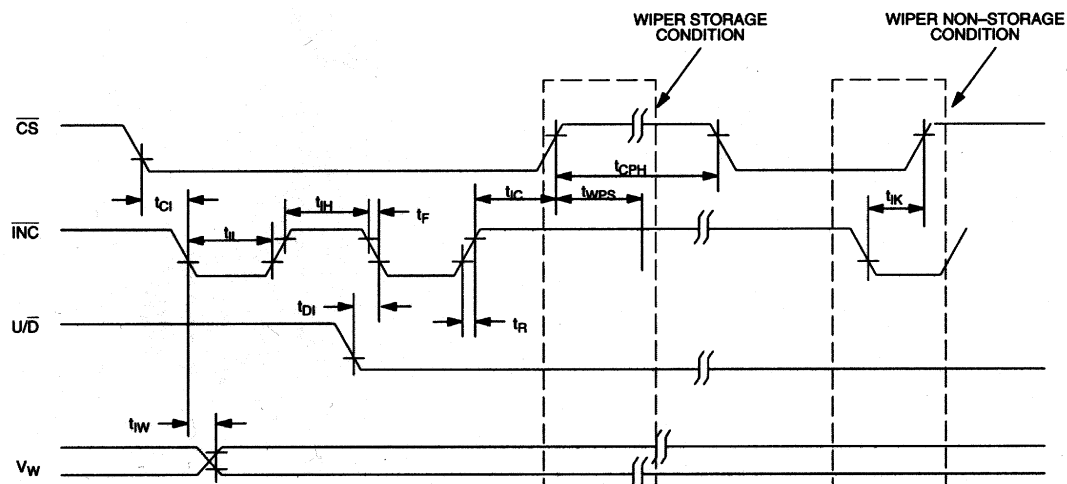 WIPER STORAGE
CONDITION
WIPER NON–STORAGE
CONDITION
CS
tCPH
tCI
tIH
tF
tIC
tWPS
tIK
INC
tIL
tDI
tR
U/D
tIW
VW